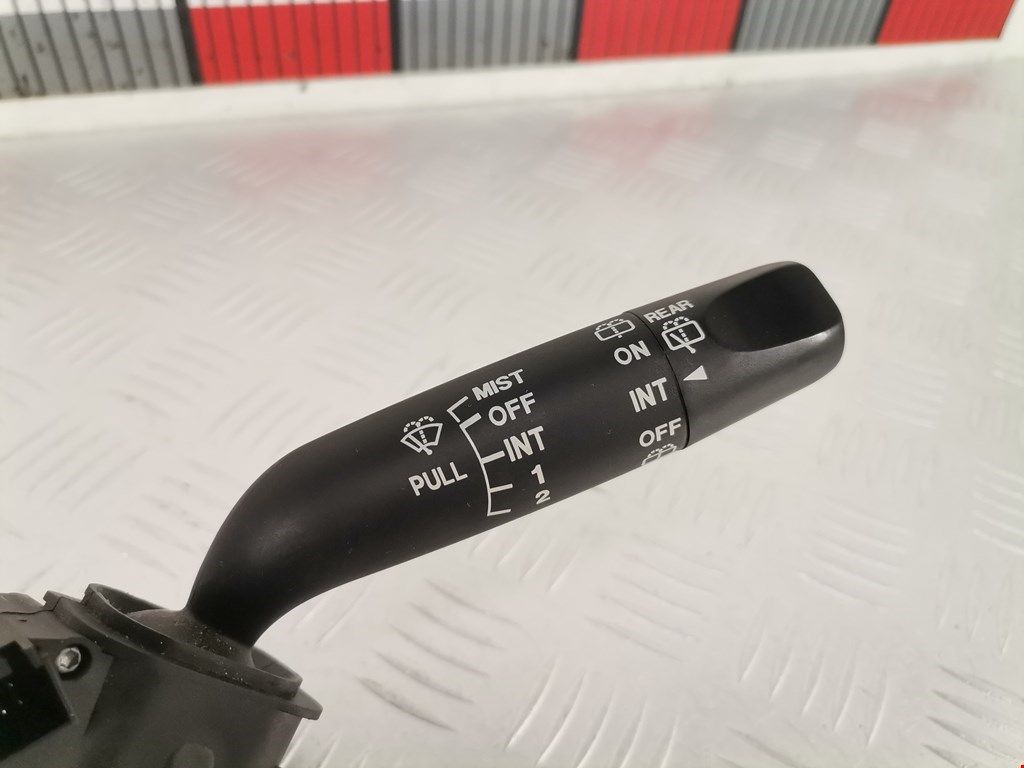 MIST
OFF
INT
1
2
PULL
REAR
ON
INT
OFF